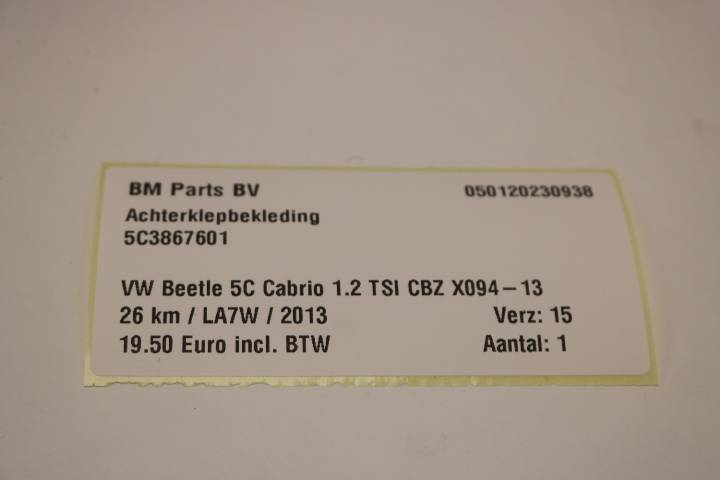 BM Parts BV 050120230938
Achterklepbekleding
5C3867601
VW Beetle 5C Cabrio 1.2 TSI CBZ X094-13
26 km / LA7W / 2013 Verz: 15
19.50 Euro incl. BTW Aantal: 1